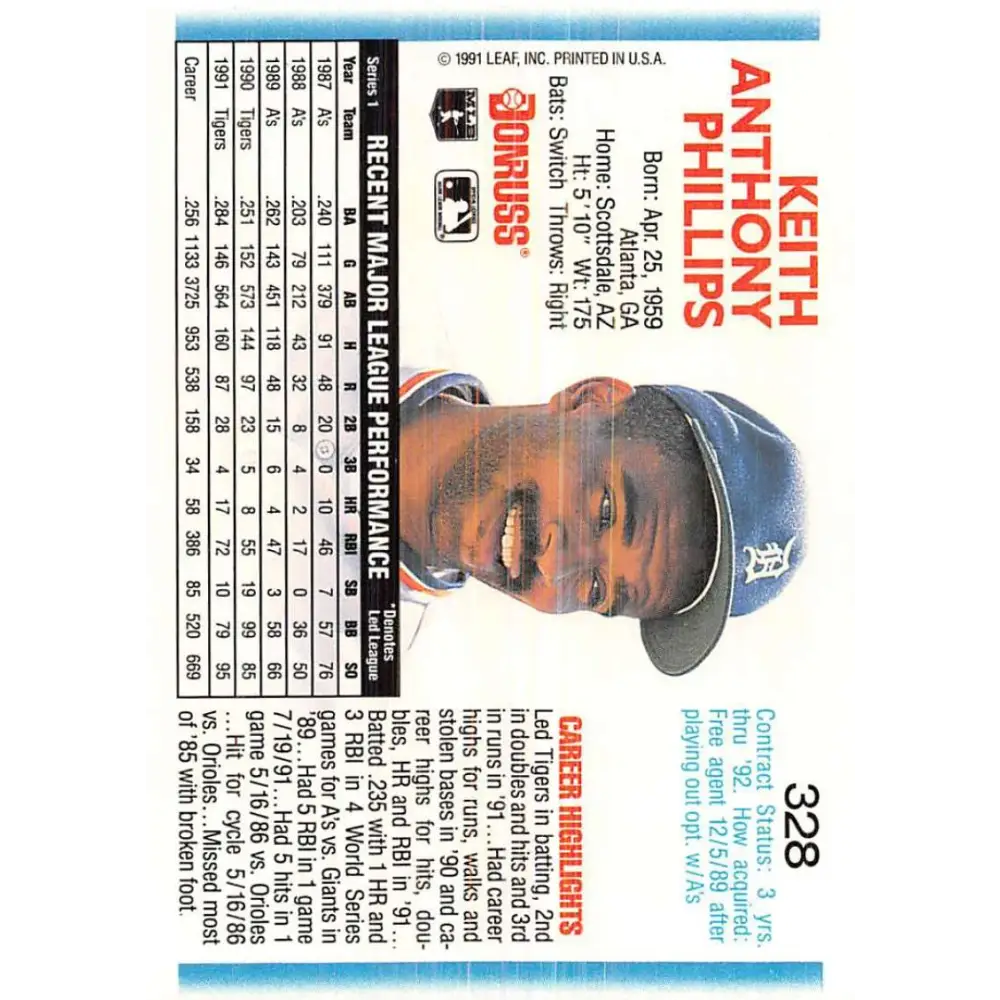 KEITH
ANTHONY
PHILLIPS
Born: Apr. 25, 1959
Atlanta, GA
Home: Scottsdale, AZ
Ht: 5'10" Wt: 175
Bats: Switch Throws: Right
DONRUSS®
MLB
© 1991 LEAF, INC. PRINTED IN U.S.A.
328
Contract Status: 3 yrs.
thru '92. How acquired:
Free agent 12/5/89 after
playing out opt. w/A's
CAREER HIGHLIGHTS
Led Tigers in batting, 2nd
in doubles and hits and 3rd
in runs in '91...Had career
highs for runs, walks and
stolen bases in '90 and ca-
reer highs for hits, dou-
bles, HR and RBI in '91...
Batted .235 with 1 HR and
3 RBI in 4 World Series
games for A's vs. Giants in
'89...Had 5 RBI in 1 game
7/19/91...Had 5 hits in 1
game 5/16/86 vs. Orioles
...Hit for cycle 5/16/86
vs. Orioles...Missed most
of '85 with broken foot.
Series 1 RECENT MAJOR LEAGUE PERFORMANCE *Denotes Led League
Year Team BA G AB H R 2B 3B HR RBI SB BB SO
1987 A's .240 111 379 91 48 20 0 10 46 7 57 76
1988 A's .203 79 212 43 32 8 4 2 17 0 36 50
1989 A's .262 143 451 118 48 15 6 4 47 3 58 66
1990 Tigers .251 152 573 144 97 23 5 8 55 19 99 85
1991 Tigers .284 146 564 160 87 28 4 17 72 10 79 95
Career .256 1133 3725 953 538 158 34 58 386 85 520 669
D